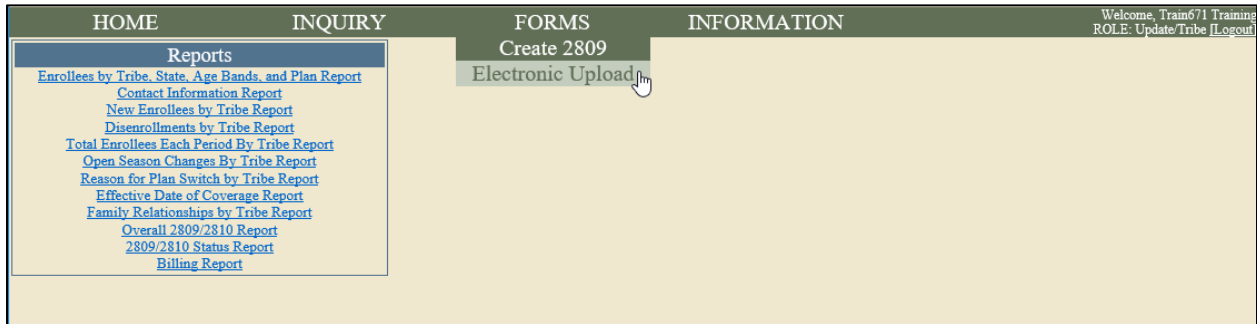 HOME INQUIRY FORMS INFORMATION
Welcome, Train671 Training
ROLE: Update/Tribe [Logout]
Create 2809
Electronic Upload
Reports
Enrollees by Tribe, State, Age Bands, and Plan Report
Contact Information Report
New Enrollees by Tribe Report
Disenrollments by Tribe Report
Total Enrollees Each Period By Tribe Report
Open Season Changes By Tribe Report
Reason for Plan Switch by Tribe Report
Effective Date of Coverage Report
Family Relationships by Tribe Report
Overall 2809/2810 Report
2809/2810 Status Report
Billing Report